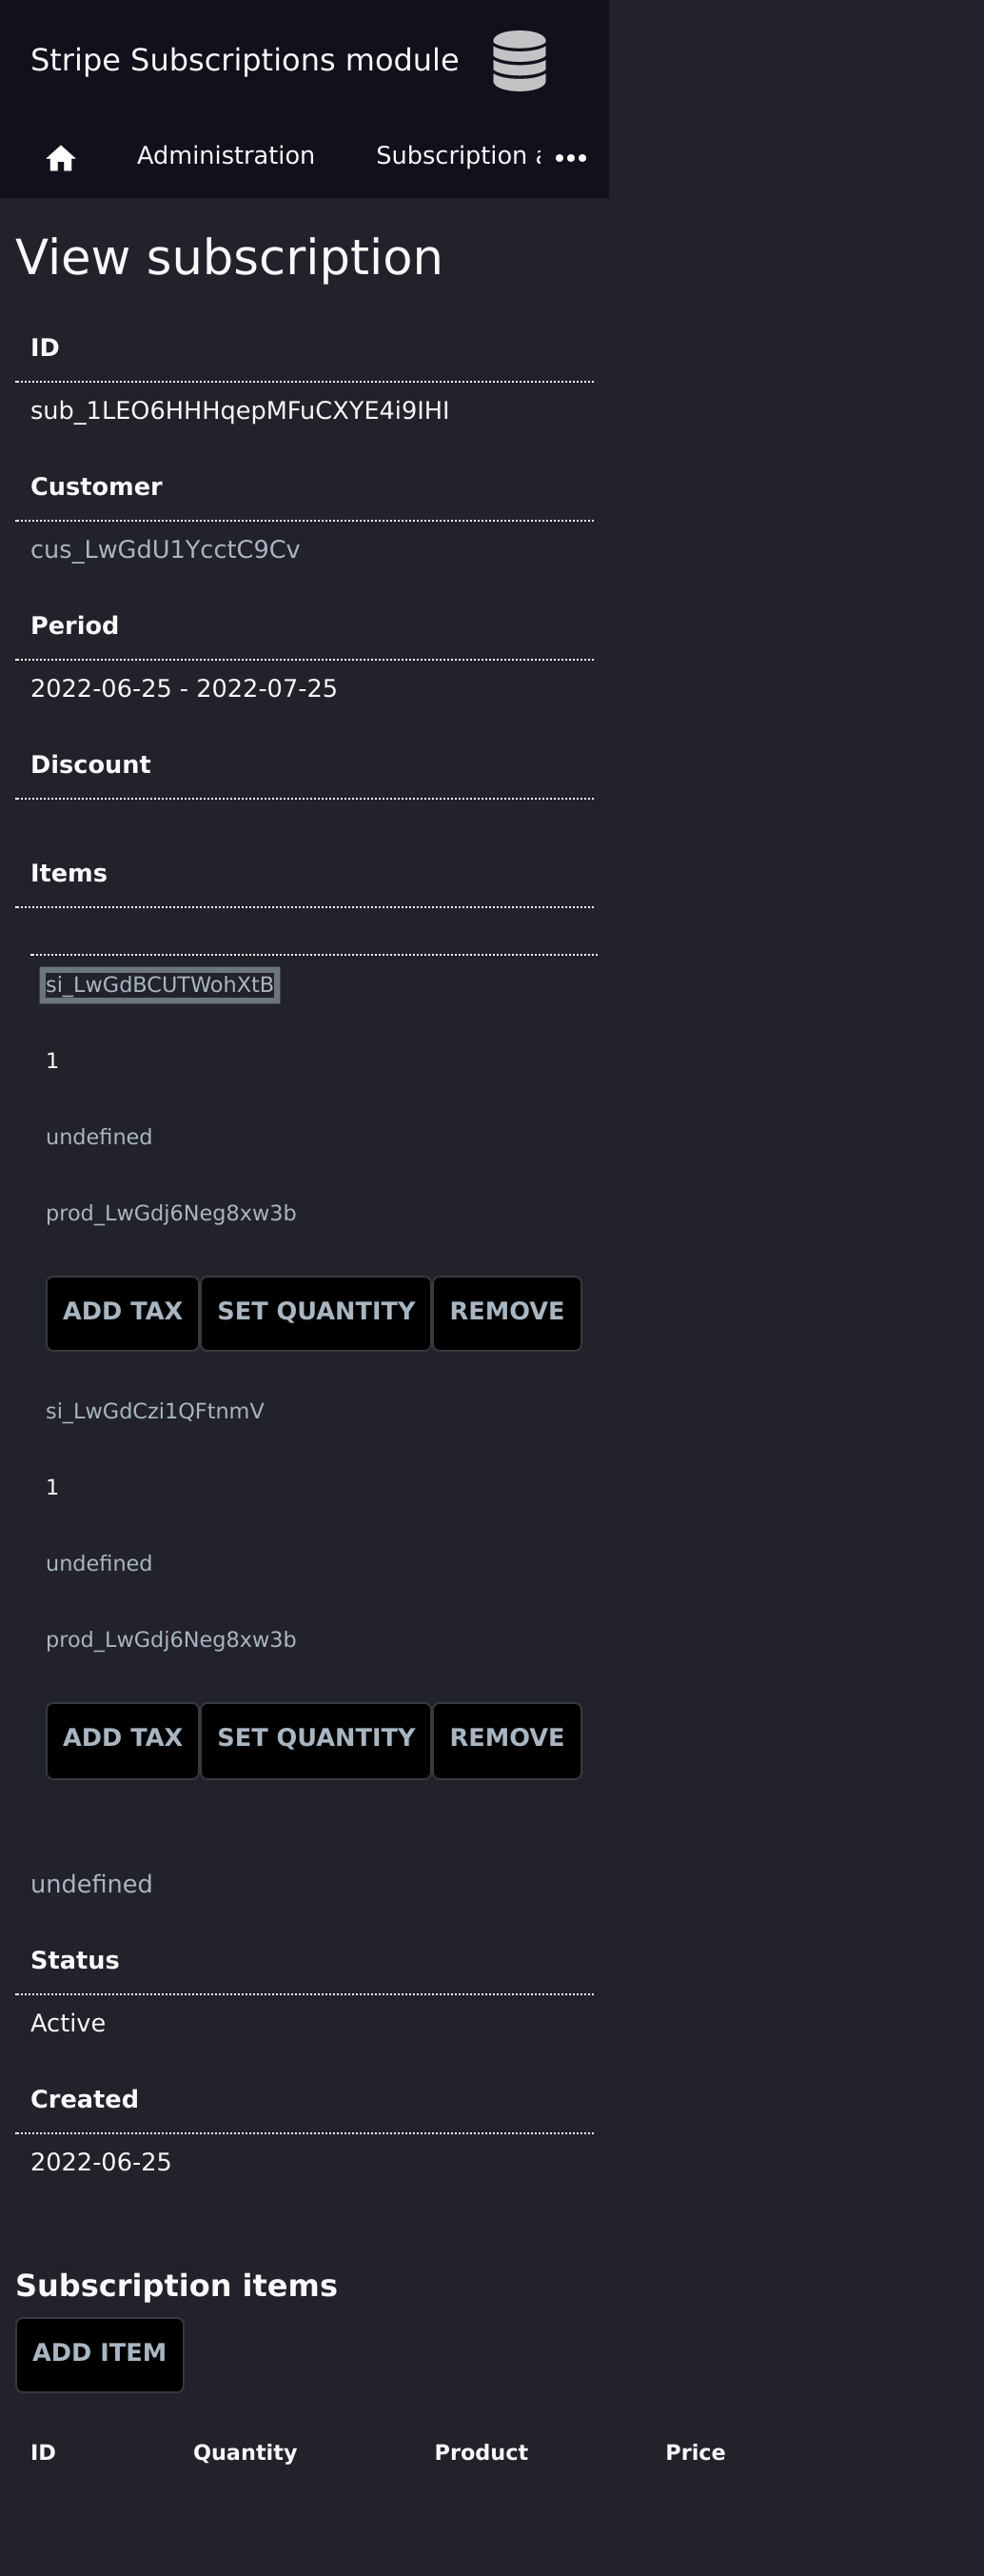 Stripe Subscriptions module
Administration
Subscription a
View subscription
ID
sub_1LEO6HHHqepMFuCXYE4i9IHI
Customer
cus_LwGdU1YcctC9Cv
Period
2022-06-25 - 2022-07-25
Discount
Items
si_LwGdBCUTWohXtB
1
undefined
prod_LwGdj6Neg8xw3b
ADD TAX SET QUANTITY REMOVE
si_LwGdCzi1QFtnmV
1
undefined
prod_LwGdj6Neg8xw3b
ADD TAX SET QUANTITY REMOVE
undefined
Status
Active
Created
2022-06-25
Subscription items
ADD ITEM
ID Quantity Product Price